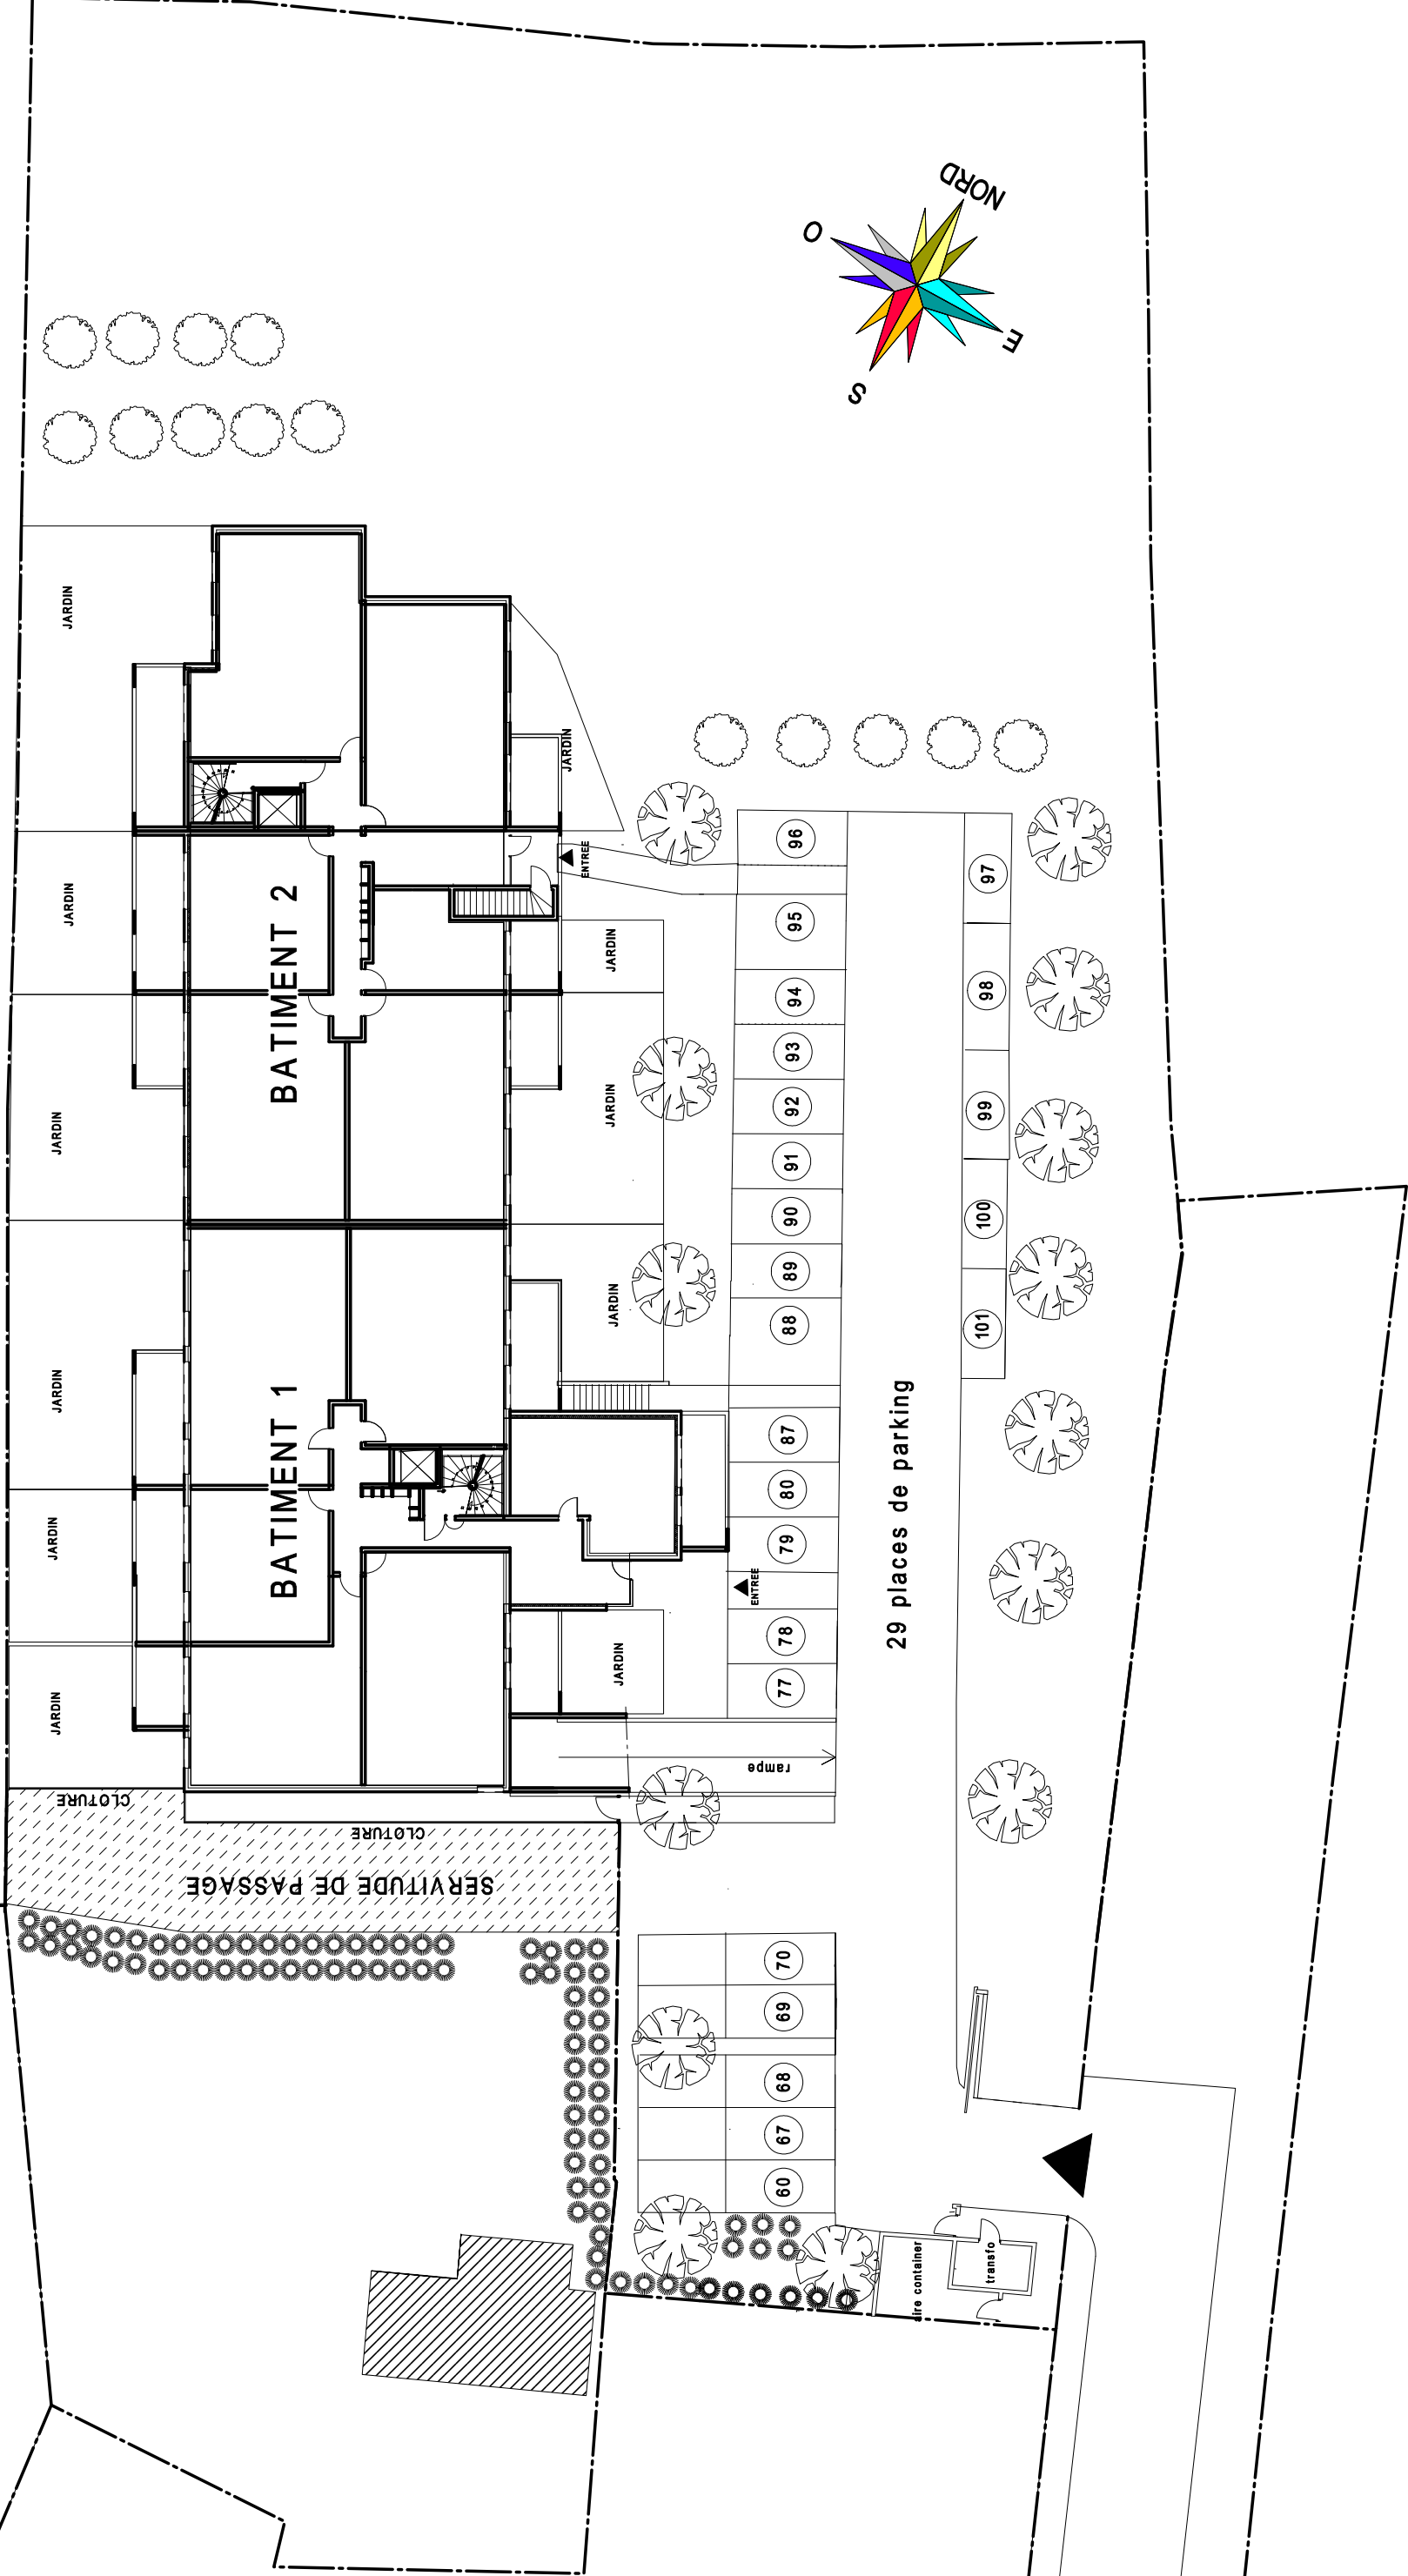 NORD
O
E
S
JARDIN
JARDIN
ENTREE
96
97
BATIMENT 2
JARDIN
95
JARDIN
94
98
93
JARDIN
JARDIN
92
99
91
90
100
89
JARDIN
88
101
JARDIN
BATIMENT 1
87
29 places de parking
80
JARDIN
79
ENTREE
78
JARDIN
77
JARDIN
rampe
CLOTURE
CLOTURE
SERVITUDE DE PASSAGE
70
69
68
67
60
aire container
transfo